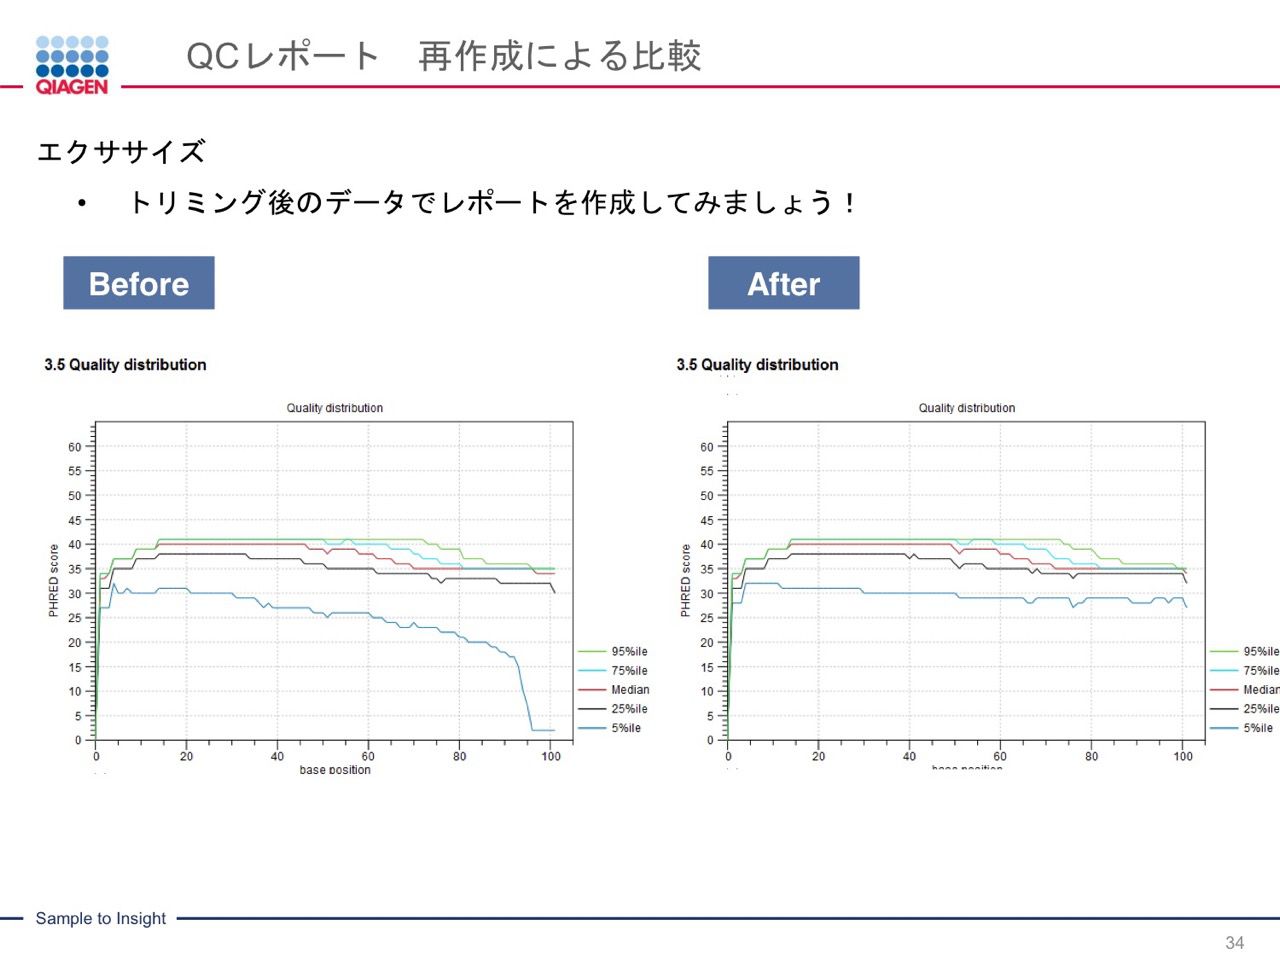 QIAGEN
QCレポート　再作成による比較
エクササイズ
• トリミング後のデータでレポートを作成してみましょう！
Before
After
3.5 Quality distribution
Quality distribution
PHRED score
60
55
50
45
40
35
30
25
20
15
10
5
0
0 20 40 60 80 100
base position
95%ile
75%ile
Median
25%ile
5%ile
3.5 Quality distribution
Quality distribution
PHRED score
60
55
50
45
40
35
30
25
20
15
10
5
0
0 20 40 60 80 100
base position
95%ile
75%ile
Median
25%ile
5%ile
Sample to Insight
34